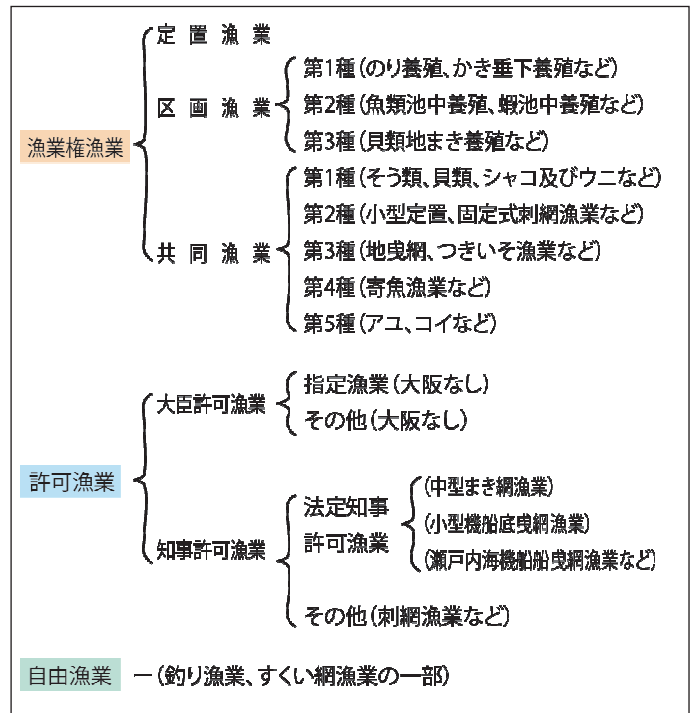 漁業権漁業
定置漁業
区画漁業
第1種(のり養殖、かき垂下養殖など)
第2種(魚類池中養殖、蝦池中養殖など)
第3種(貝類地まき養殖など)
共同漁業
第1種(そう類、貝類、シャコ及びウニなど)
第2種(小型定置、固定式刺網漁業など)
第3種(地曳網、つきいそ漁業など)
第4種(寄魚漁業など)
第5種(アユ、コイなど)
許可漁業
大臣許可漁業
指定漁業(大阪なし)
その他(大阪なし)
知事許可漁業
法定知事
許可漁業
(中型まき網漁業)
(小型機船底曳網漁業)
(瀬戸内海機船船曳網漁業など)
その他(刺網漁業など)
自由漁業 ー(釣り漁業、すくい網漁業の一部)